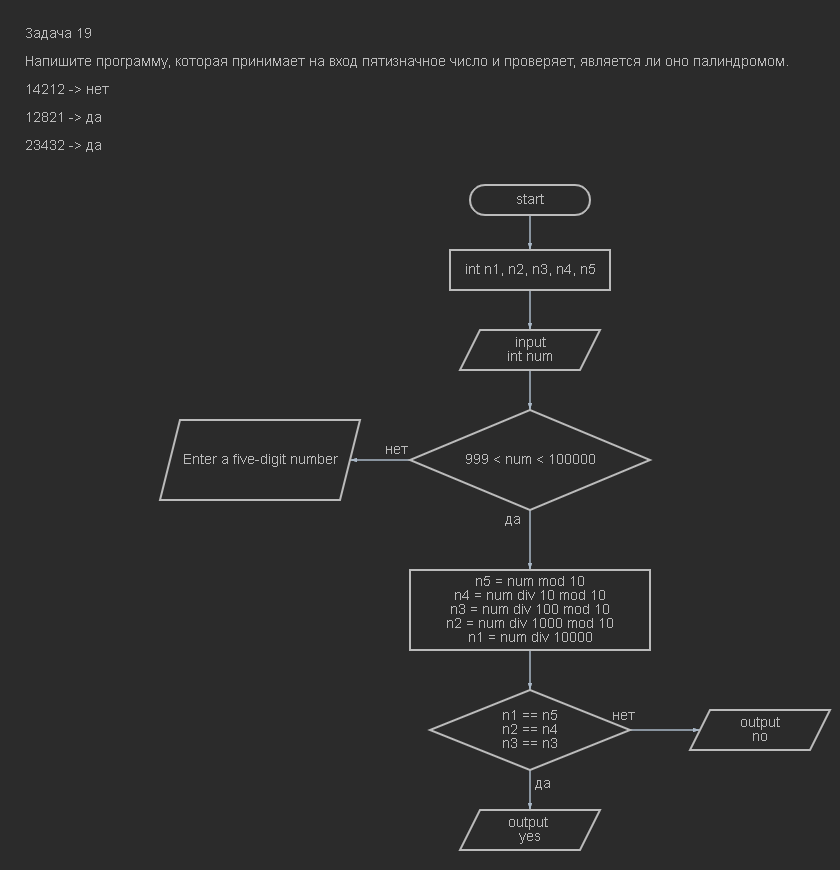 Задача 19
Напишите программу, которая принимает на вход пятизначное число и проверяет, является ли оно палиндромом.
14212 -> нет
12821 -> да
23432 -> да
start
int n1, n2, n3, n4, n5
input
int num
999 < num < 100000
нет
Enter a five-digit number
да
n5 = num mod 10
n4 = num div 10 mod 10
n3 = num div 100 mod 10
n2 = num div 1000 mod 10
n1 = num div 10000
n1 == n5
n2 == n4
n3 == n3
нет
output
no
да
output
yes